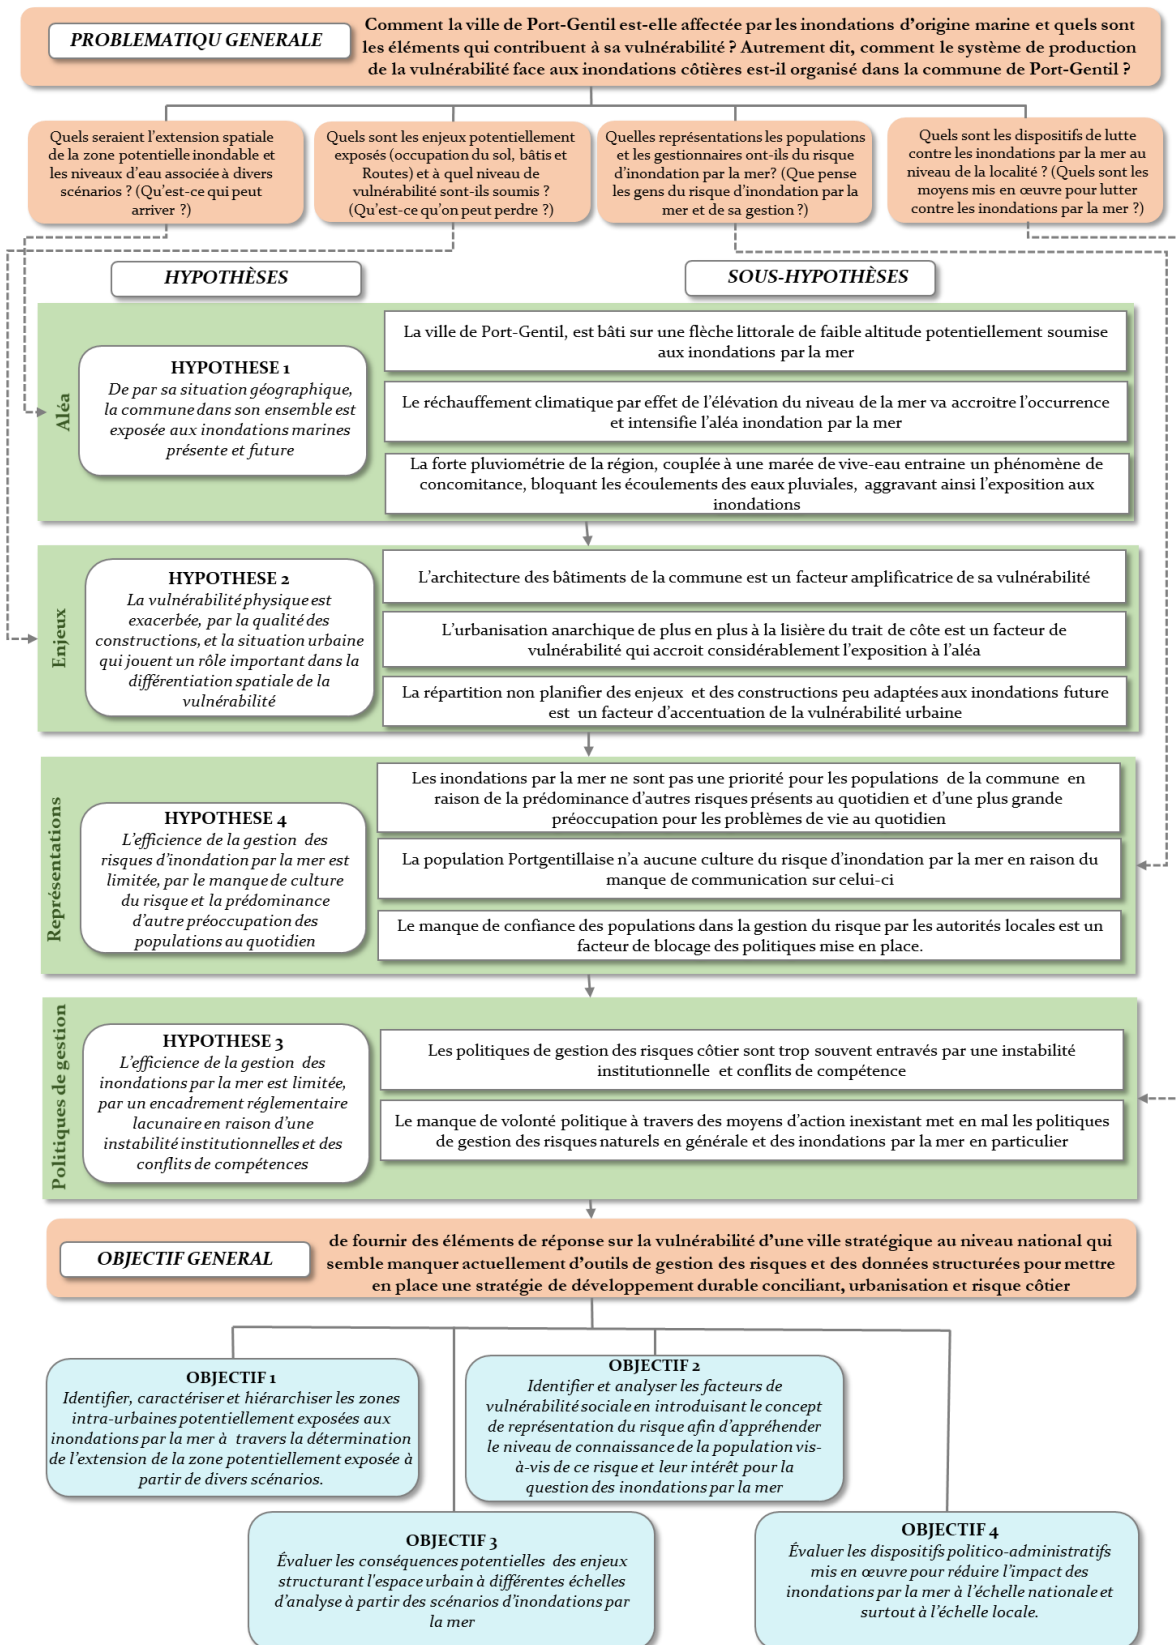 PROBLEMATIQU GENERALE
Comment la ville de Port-Gentil est-elle affectée par les inondations d'origine marine et quels sont
les éléments qui contribuent à sa vulnérabilité ? Autrement dit, comment le système de production
de la vulnérabilité face aux inondations côtières est-il organisé dans la commune de Port-Gentil ?
Quels seraient l'extension spatiale
de la zone potentielle inondable et
les niveaux d'eau associée à divers
scénarios ? (Qu'est-ce qui peut
arriver ?)
Quels sont les enjeux potentiellement
exposés (occupation du sol, bâtis et
Routes) et à quel niveau de
vulnérabilité sont-ils soumis ?
(Qu'est-ce qu'on peut perdre ?)
Quelles représentations les populations
et les gestionnaires ont-ils du risque
d'inondation par la mer? (Que pense
les gens du risque d'inondation par la
mer et de sa gestion ?)
Quels sont les dispositifs de lutte
contre les inondations par la mer au
niveau de la localité ? (Quels sont les
moyens mis en œuvre pour lutter
contre les inondations par la mer ?)
HYPOTHÈSES
SOUS-HYPOTHÈSES
Aléa
HYPOTHESE 1
De par sa situation géographique,
la commune dans son ensemble est
exposée aux inondations marines
présente et future
La ville de Port-Gentil, est bâti sur une flèche littorale de faible altitude potentiellement soumise
aux inondations par la mer
Le réchauffement climatique par effet de l'élévation du niveau de la mer va accroitre l'occurrence
et intensifie l'aléa inondation par la mer
La forte pluviométrie de la région, couplée à une marée de vive-eau entraine un phénomène de
concomitance, bloquant les écoulements des eaux pluviales, aggravant ainsi l'exposition aux
inondations
Enjeux
HYPOTHESE 2
La vulnérabilité physique est
exacerbée, par la qualité des
constructions, et la situation urbaine
qui jouent un rôle important dans la
différentiation spatiale de la
vulnérabilité
L'architecture des bâtiments de la commune est un facteur amplificatrice de sa vulnérabilité
L'urbanisation anarchique de plus en plus à la lisière du trait de côte est un facteur de
vulnérabilité qui accroit considérablement l'exposition à l'aléa
La répartition non planifier des enjeux et des constructions peu adaptées aux inondations future
est un facteur d'accentuation de la vulnérabilité urbaine
Représentations
HYPOTHESE 4
L'efficience de la gestion des
risques d'inondation par la mer est
limitée, par le manque de culture
du risque et la prédominance
d'autre préoccupation des
populations au quotidien
Les inondations par la mer ne sont pas une priorité pour les populations de la commune en
raison de la prédominance d'autres risques présents au quotidien et d'une plus grande
préoccupation pour les problèmes de vie au quotidien
La population Portgentillaise n'a aucune culture du risque d'inondation par la mer en raison du
manque de communication sur celui-ci
Le manque de confiance des populations dans la gestion du risque par les autorités locales est un
facteur de blocage des politiques mise en place.
Politiques de gestion
HYPOTHESE 3
L'efficience de la gestion des
inondations par la mer est limitée,
par un encadrement réglementaire
lacunaire en raison d'une
instabilité institutionnelles et des
conflits de compétences
Les politiques de gestion des risques côtier sont trop souvent entravés par une instabilité
institutionnelle et conflits de compétence
Le manque de volonté politique à travers des moyens d'action inexistant met en mal les politiques
de gestion des risques naturels en générale et des inondations par la mer en particulier
OBJECTIF GENERAL
de fournir des éléments de réponse sur la vulnérabilité d'une ville stratégique au niveau national qui
semble manquer actuellement d'outils de gestion des risques et des données structurées pour mettre
en place une stratégie de développement durable conciliant, urbanisation et risque côtier
OBJECTIF 1
Identifier, caractériser et hiérarchiser les zones
intra-urbaines potentiellement exposées aux
inondations par la mer à travers la détermination
de l'extension de la zone potentiellement exposée à
partir de divers scénarios.
OBJECTIF 2
Identifier et analyser les facteurs de
vulnérabilité sociale en introduisant le concept
de représentation du risque afin d'appréhender
le niveau de connaissance de la population vis-
à-vis de ce risque et leur intérêt pour la
question des inondations par la mer
OBJECTIF 3
Évaluer les conséquences potentielles des enjeux
structurant l'espace urbain à différentes échelles
d'analyse à partir des scénarios d'inondations par
la mer
OBJECTIF 4
Évaluer les dispositifs politico-administratifs
mis en œuvre pour réduire l'impact des
inondations par la mer à l'échelle nationale et
surtout à l'échelle locale.